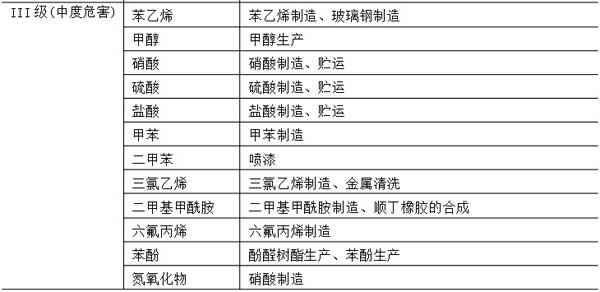 III级(中度危害) 苯乙烯 苯乙烯制造、玻璃钢制造
甲醇 甲醇生产
硝酸 硝酸制造、贮运
硫酸 硫酸制造、贮运
盐酸 盐酸制造、贮运
甲苯 甲苯制造
二甲苯 喷漆
三氯乙烯 三氯乙烯制造、金属清洗
二甲基甲酰胺 二甲基甲酰胺制造、顺丁橡胶的合成
六氟丙烯 六氟丙烯制造
苯酚 酚醛树酯生产、苯酚生产
氮氧化物 硝酸制造